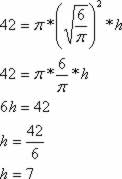 42 = π*(√(6/π))²*h
42 = π*6/π*h
6h = 42
h = 42/6
h = 7